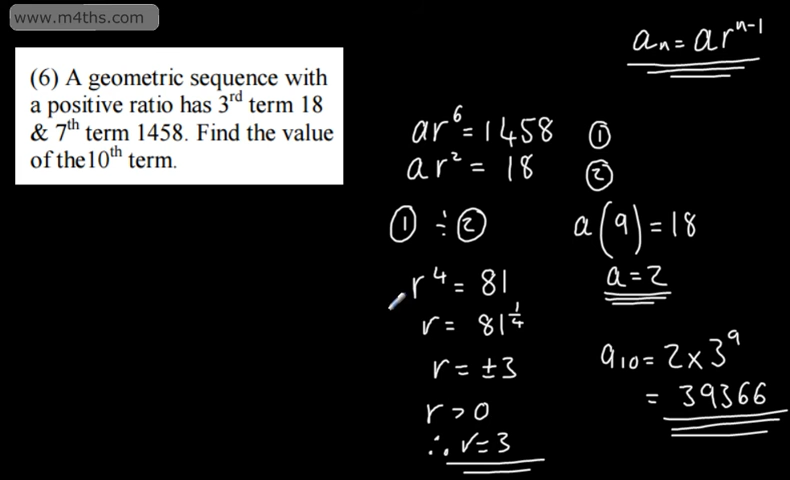 www.m4ths.com
(6) A geometric sequence with
a positive ratio has 3rd term 18
& 7th term 1458. Find the value
of the10th term.
aₙ = arⁿ⁻¹
ar⁶ = 1458 ①
ar² = 18 ②
① ÷ ②
r⁴ = 81
r = 81^¼
r = ±3
r > 0
∴ r = 3
a(9) = 18
a = 2
a₁₀ = 2 × 3⁹
= 39366